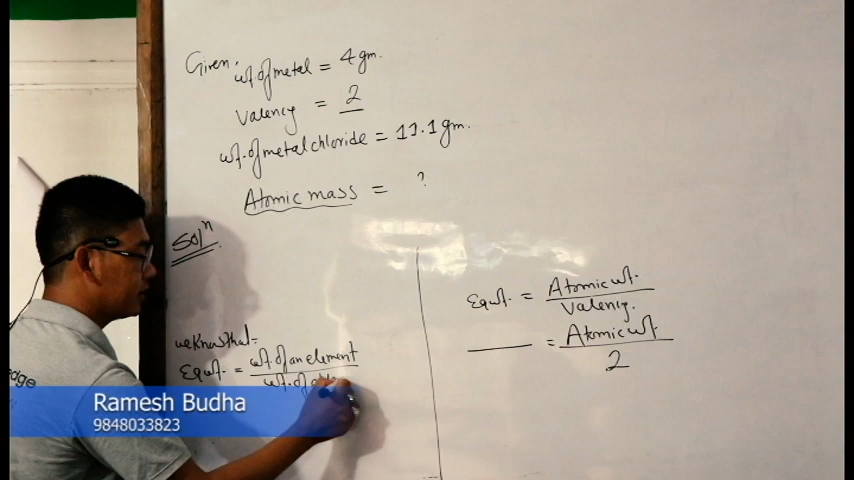 Given:
wt. of metal = 4 gm.
Valency = 2
wt. of metal chloride = 11.1 gm.
Atomic mass = ?
Solⁿ
we know that=
Eq wt. = wt. of an element
wt. of
Eq wt. = Atomic wt.
Valency.
= Atomic wt.
2
Ramesh Budha
9848033823